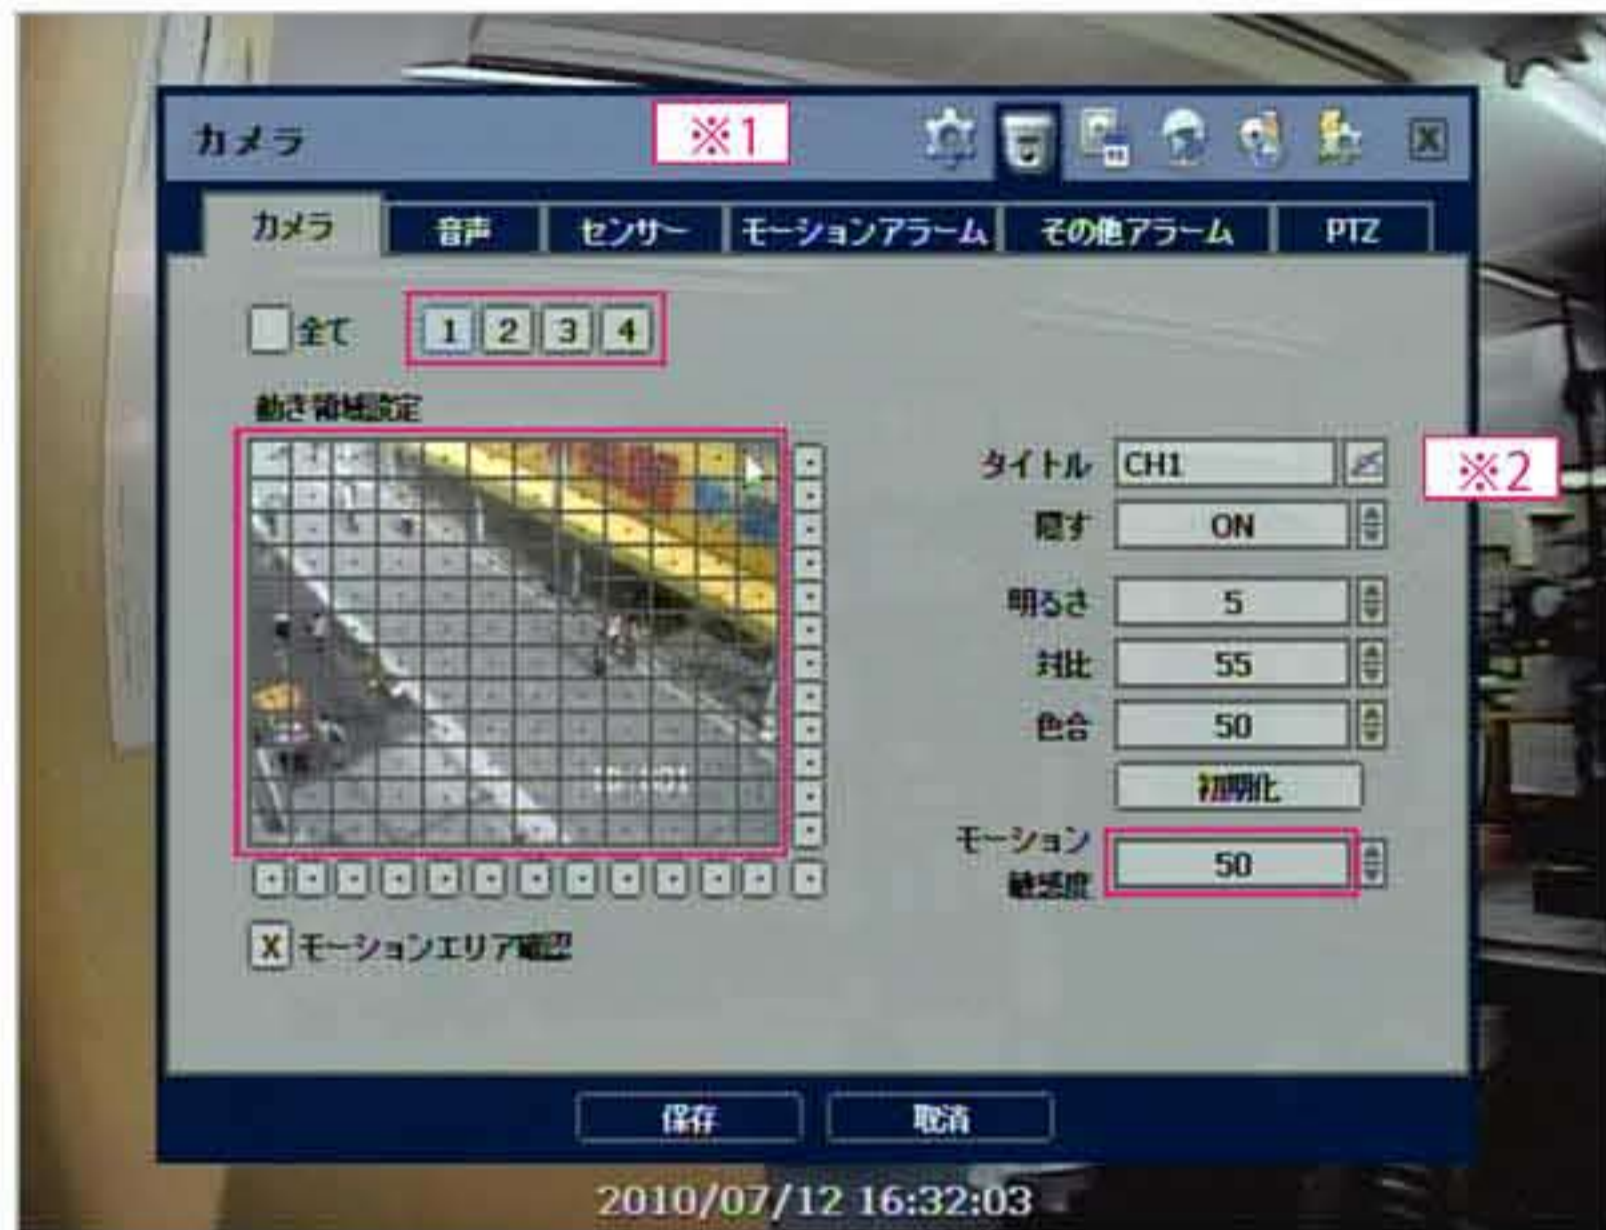 カメラ ※1 X
カメラ 音声 センサー モーションアラーム その他アラーム PTZ
全て 1 2 3 4
動き領域設定
タイトル CH1
※2
隠す ON
明るさ 5
対比 55
色合 50
初期化
モーション
敏感度 50
X モーションエリア確認
保存 取消
2010/07/12 16:32:03